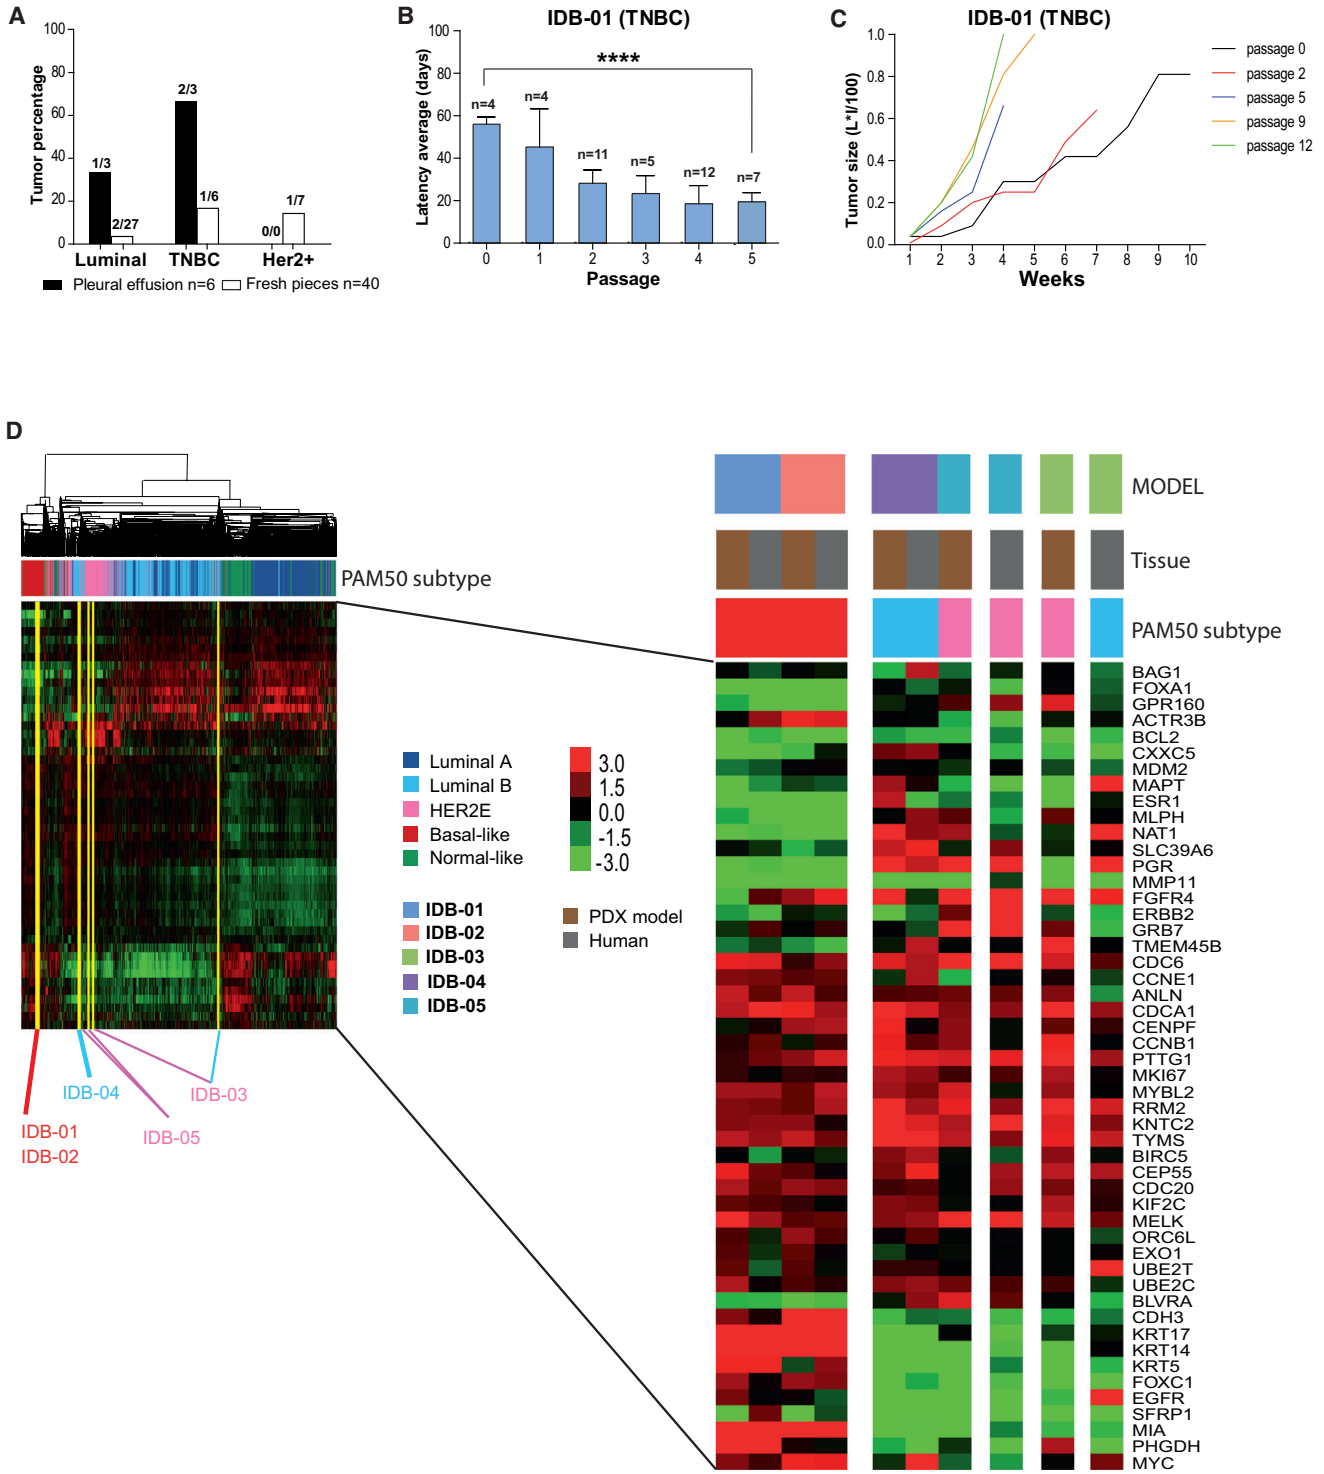 A
Tumor percentage
100
80
60
40
20
0
1/3
2/27
2/3
1/6
0/0
1/7
Luminal
TNBC
Her2+
Pleural effusion n=6
Fresh pieces n=40
B
IDB-01 (TNBC)
Latency average (days)
100
80
60
40
20
0
****
n=4
n=4
n=11
n=5
n=12
n=7
0 1 2 3 4 5
Passage
C
IDB-01 (TNBC)
Tumor size (L*l/100)
1.0
0.8
0.6
0.4
0.2
0.0
1 2 3 4 5 6 7 8 9 10
Weeks
passage 0
passage 2
passage 5
passage 9
passage 12
D
PAM50 subtype
IDB-04
IDB-03
IDB-05
IDB-01
IDB-02
Luminal A
Luminal B
HER2E
Basal-like
Normal-like
3.0
1.5
0.0
-1.5
-3.0
IDB-01
IDB-02
IDB-03
IDB-04
IDB-05
PDX model
Human
MODEL
Tissue
PAM50 subtype
BAG1
FOXA1
GPR160
ACTR3B
BCL2
CXXC5
MDM2
MAPT
ESR1
MLPH
NAT1
SLC39A6
PGR
MMP11
FGFR4
ERBB2
GRB7
TMEM45B
CDC6
CCNE1
ANLN
CDCA1
CENPF
CCNB1
PTTG1
MKI67
MYBL2
RRM2
KNTC2
TYMS
BIRC5
CEP55
CDC20
KIF2C
MELK
ORC6L
EXO1
UBE2T
UBE2C
BLVRA
CDH3
KRT17
KRT14
KRT5
FOXC1
EGFR
SFRP1
MIA
PHGDH
MYC